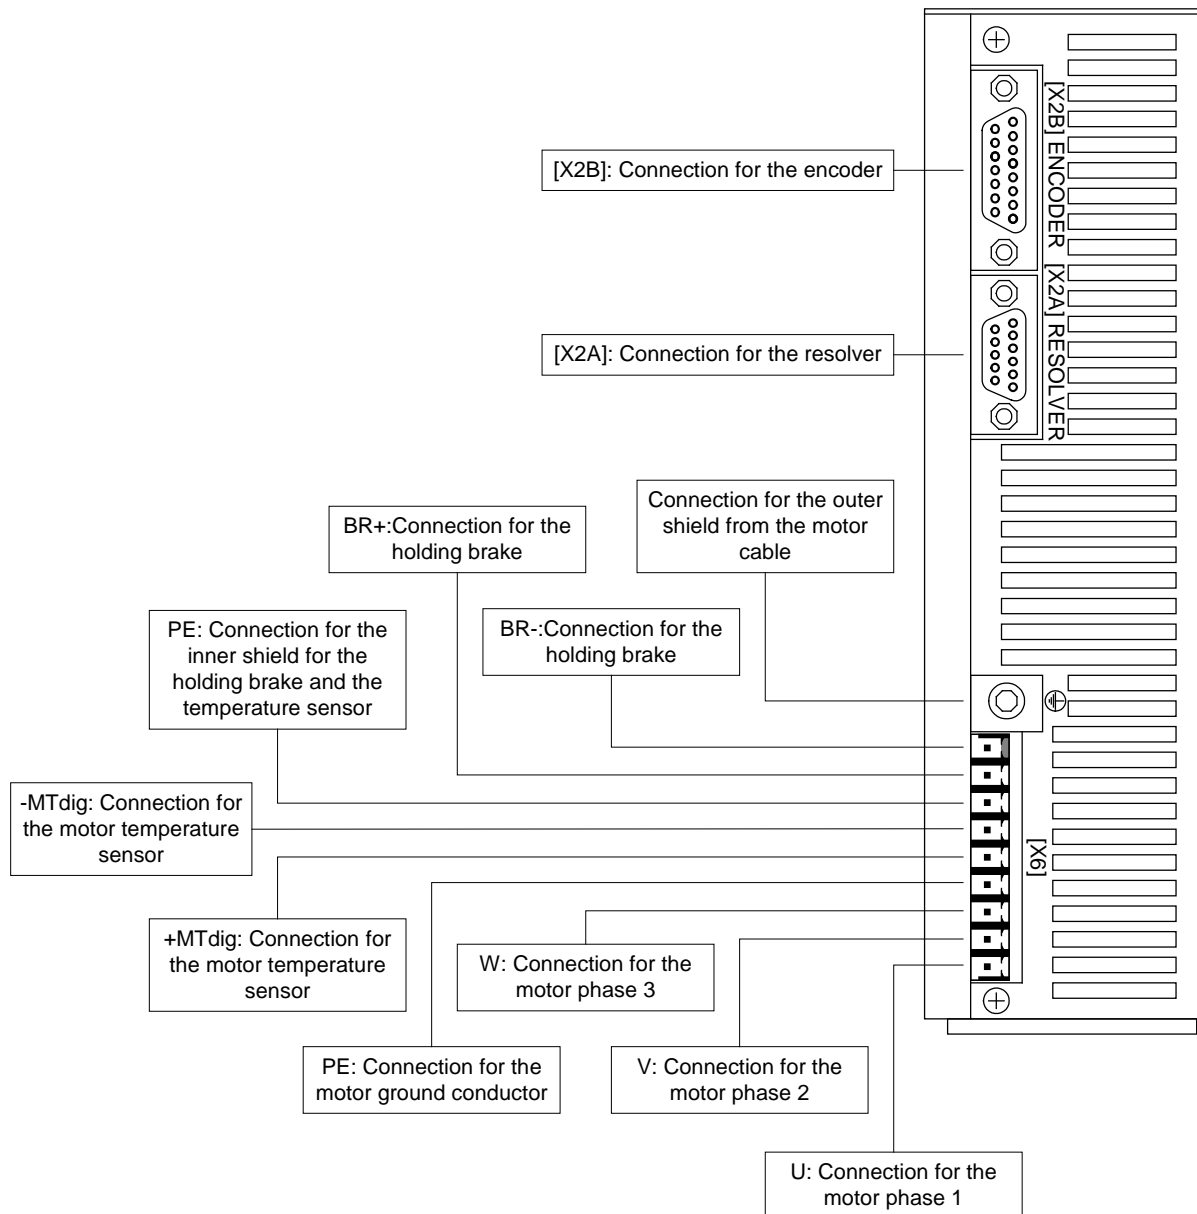 [X2B] ENCODER
[X2B]: Connection for the encoder
[X2A] RESOLVER
[X2A]: Connection for the resolver
Connection for the outer
shield from the motor
cable
BR+:Connection for the
holding brake
BR-:Connection for the
holding brake
PE: Connection for the
inner shield for the
holding brake and the
temperature sensor
-MTdig: Connection for
the motor temperature
sensor
[X6]
+MTdig: Connection for
the motor temperature
sensor
W: Connection for the
motor phase 3
PE: Connection for the
motor ground conductor
V: Connection for the
motor phase 2
U: Connection for the
motor phase 1